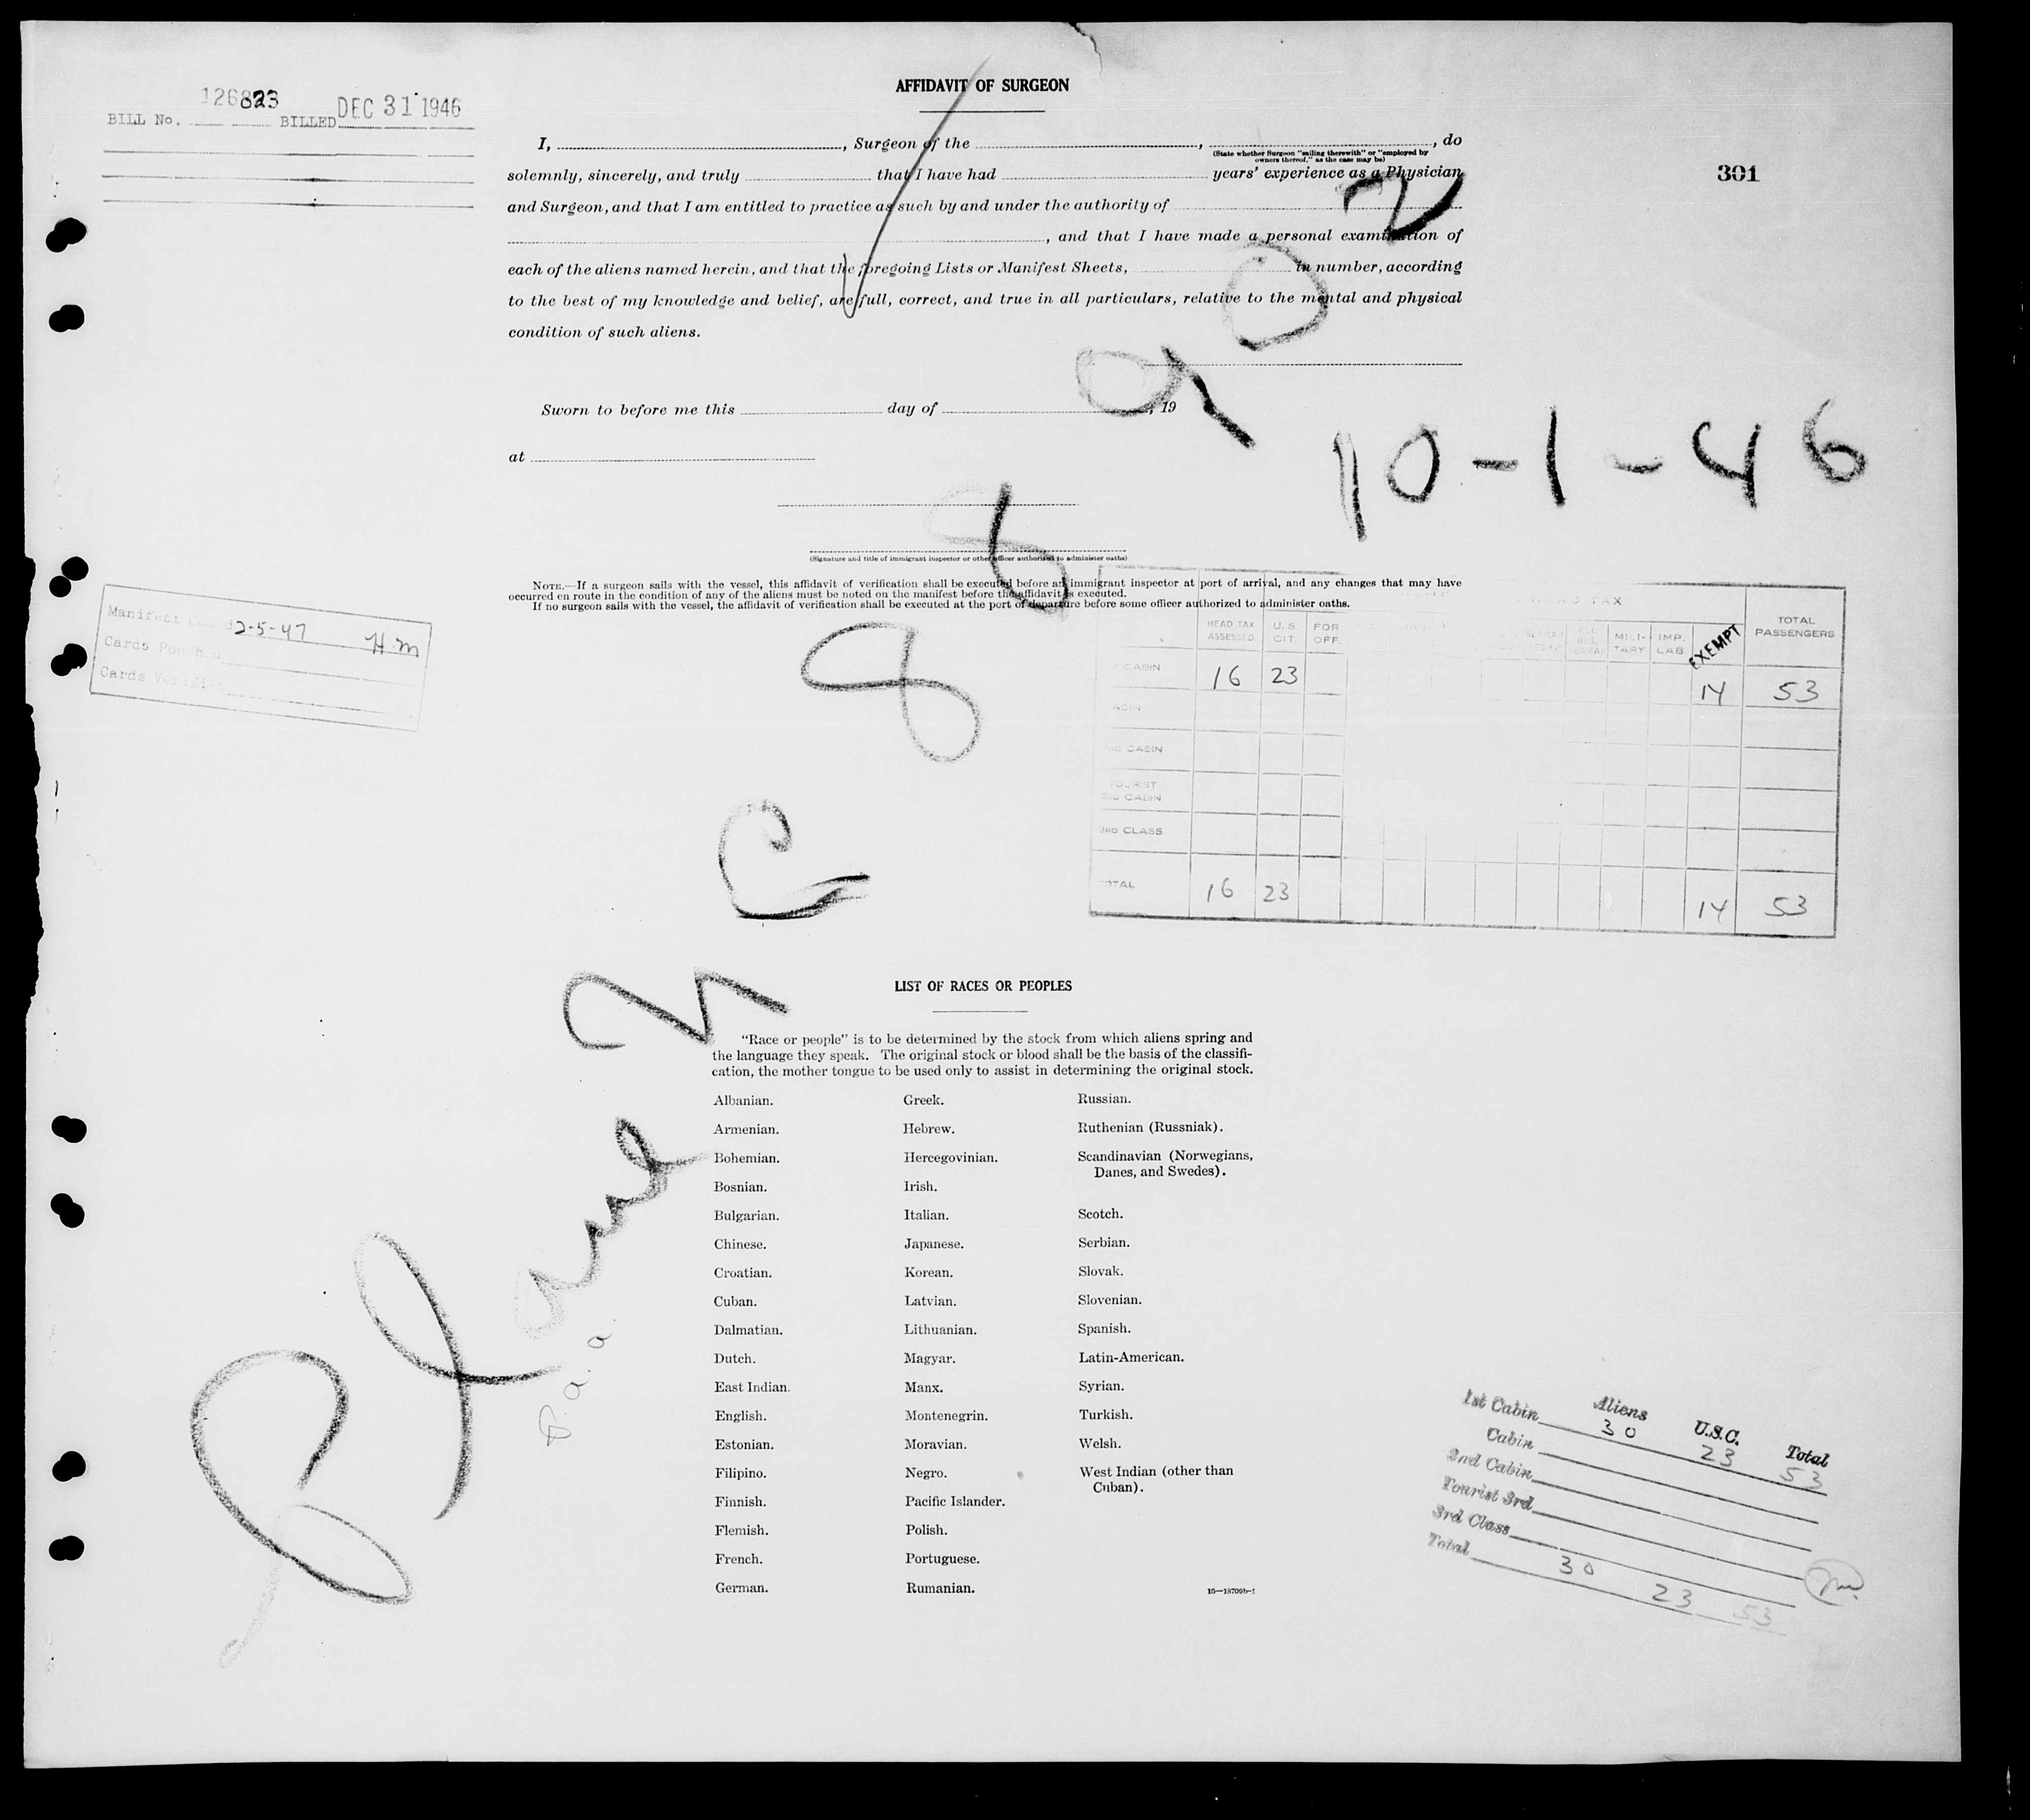 AFFIDAVIT OF SURGEON
BILL No. 126823 BILLED DEC 31 1946
I, , Surgeon of the , , do
(State whether Surgeon "sailing therewith" or "employed by
owners thereof," as the case may be)
solemnly, sincerely, and truly that I have had years' experience as a Physician
301
and Surgeon, and that I am entitled to practice as such by and under the authority of
, and that I have made a personal examination of
each of the aliens named herein, and that the foregoing Lists or Manifest Sheets, in number, according
to the best of my knowledge and belief, are full, correct, and true in all particulars, relative to the mental and physical
condition of such aliens.
Sworn to before me this day of , 19
at
10-1-46
(Signature and title of immigrant inspector or other officer authorized to administer oaths)
NOTE.—If a surgeon sails with the vessel, this affidavit of verification shall be executed before an immigrant inspector at port of arrival, and any changes that may have
occurred en route in the condition of any of the aliens must be noted on the manifest before the affidavit is executed.
If no surgeon sails with the vessel, the affidavit of verification shall be executed at the port of departure before some officer authorized to administer oaths.
Manifest 2-5-47 H.M
Cards Punched
Cards Verified
Plane NC 88902
P.a.a.
TAX
HEAD TAX ASSESSED U. S. CIT. FOR OFF. MILI-TARY IMP. LAB EXEMPT TOTAL PASSENGERS
CABIN 16 23 14 53
CABIN
CABIN
TOURIST
3RD CABIN
3RD CLASS
TOTAL 16 23 14 53
LIST OF RACES OR PEOPLES
"Race or people" is to be determined by the stock from which aliens spring and
the language they speak. The original stock or blood shall be the basis of the classifi-
cation, the mother tongue to be used only to assist in determining the original stock.
Albanian.
Armenian.
Bohemian.
Bosnian.
Bulgarian.
Chinese.
Croatian.
Cuban.
Dalmatian.
Dutch.
East Indian.
English.
Estonian.
Filipino.
Finnish.
Flemish.
French.
German.
Greek.
Hebrew.
Hercegovinian.
Irish.
Italian.
Japanese.
Korean.
Latvian.
Lithuanian.
Magyar.
Manx.
Montenegrin.
Moravian.
Negro.
Pacific Islander.
Polish.
Portuguese.
Rumanian.
Russian.
Ruthenian (Russniak).
Scandinavian (Norwegians,
Danes, and Swedes).
Scotch.
Serbian.
Slovak.
Slovenian.
Spanish.
Latin-American.
Syrian.
Turkish.
Welsh.
West Indian (other than
Cuban).
Aliens U.S.C. Total
1st Cabin 30 23 53
Cabin
2nd Cabin
Tourist 3rd
3rd Class
Total 30 23 53